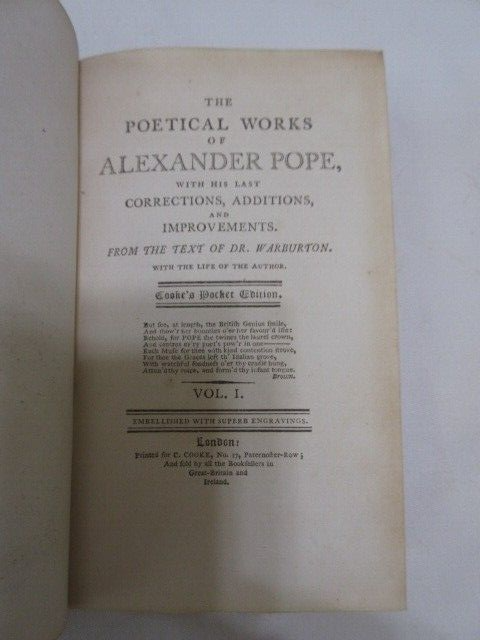 THE
POETICAL WORKS
OF
ALEXANDER POPE,
WITH HIS LAST
CORRECTIONS, ADDITIONS,
AND
IMPROVEMENTS.
FROM THE TEXT OF DR. WARBURTON.
WITH THE LIFE OF THE AUTHOR.
Cooke's Pocket Edition.
But ſee, at length, the Britiſh Genius ſmile,
And ſhow'r her bounties o'er her favour'd iſle:
Behold, for POPE ſhe twines the laurel crown,
And centres ev'ry poet's pow'r in one
Each Muſe for thee with kind contention ſtrove,
For thee the Graces left th' Italian grove,
With watchful fondneſs o'er thy cradle hung,
Attun'd thy voice, and form'd thy infant tongue.
Brown.
VOL. I.
EMBELLISHED WITH SUPERB ENGRAVINGS.
London:
Printed for C. COOKE, No. 17, Paternoſter-Row;
And ſold by all the Bookſellers in
Great-Britain and
Ireland.